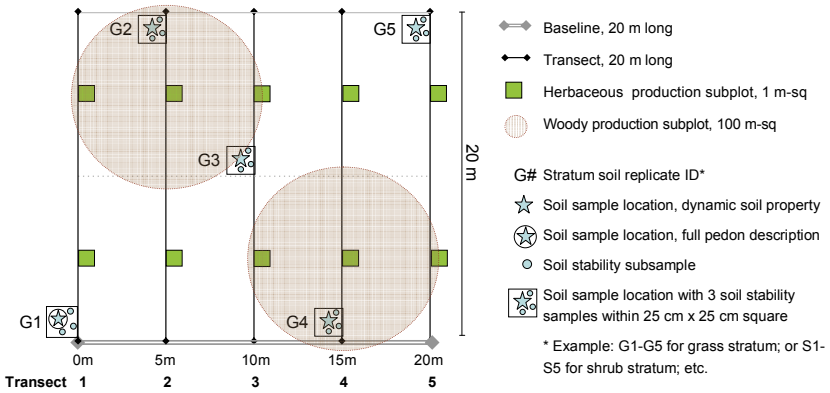 G2
G5
G3
G1
G4
20 m
0m 5m 10m 15m 20m
Transect 1 2 3 4 5
Baseline, 20 m long
Transect, 20 m long
Herbaceous production subplot, 1 m-sq
Woody production subplot, 100 m-sq
G# Stratum soil replicate ID*
Soil sample location, dynamic soil property
Soil sample location, full pedon description
Soil stability subsample
Soil sample location with 3 soil stability
samples within 25 cm x 25 cm square
* Example: G1-G5 for grass stratum; or S1-
S5 for shrub stratum; etc.